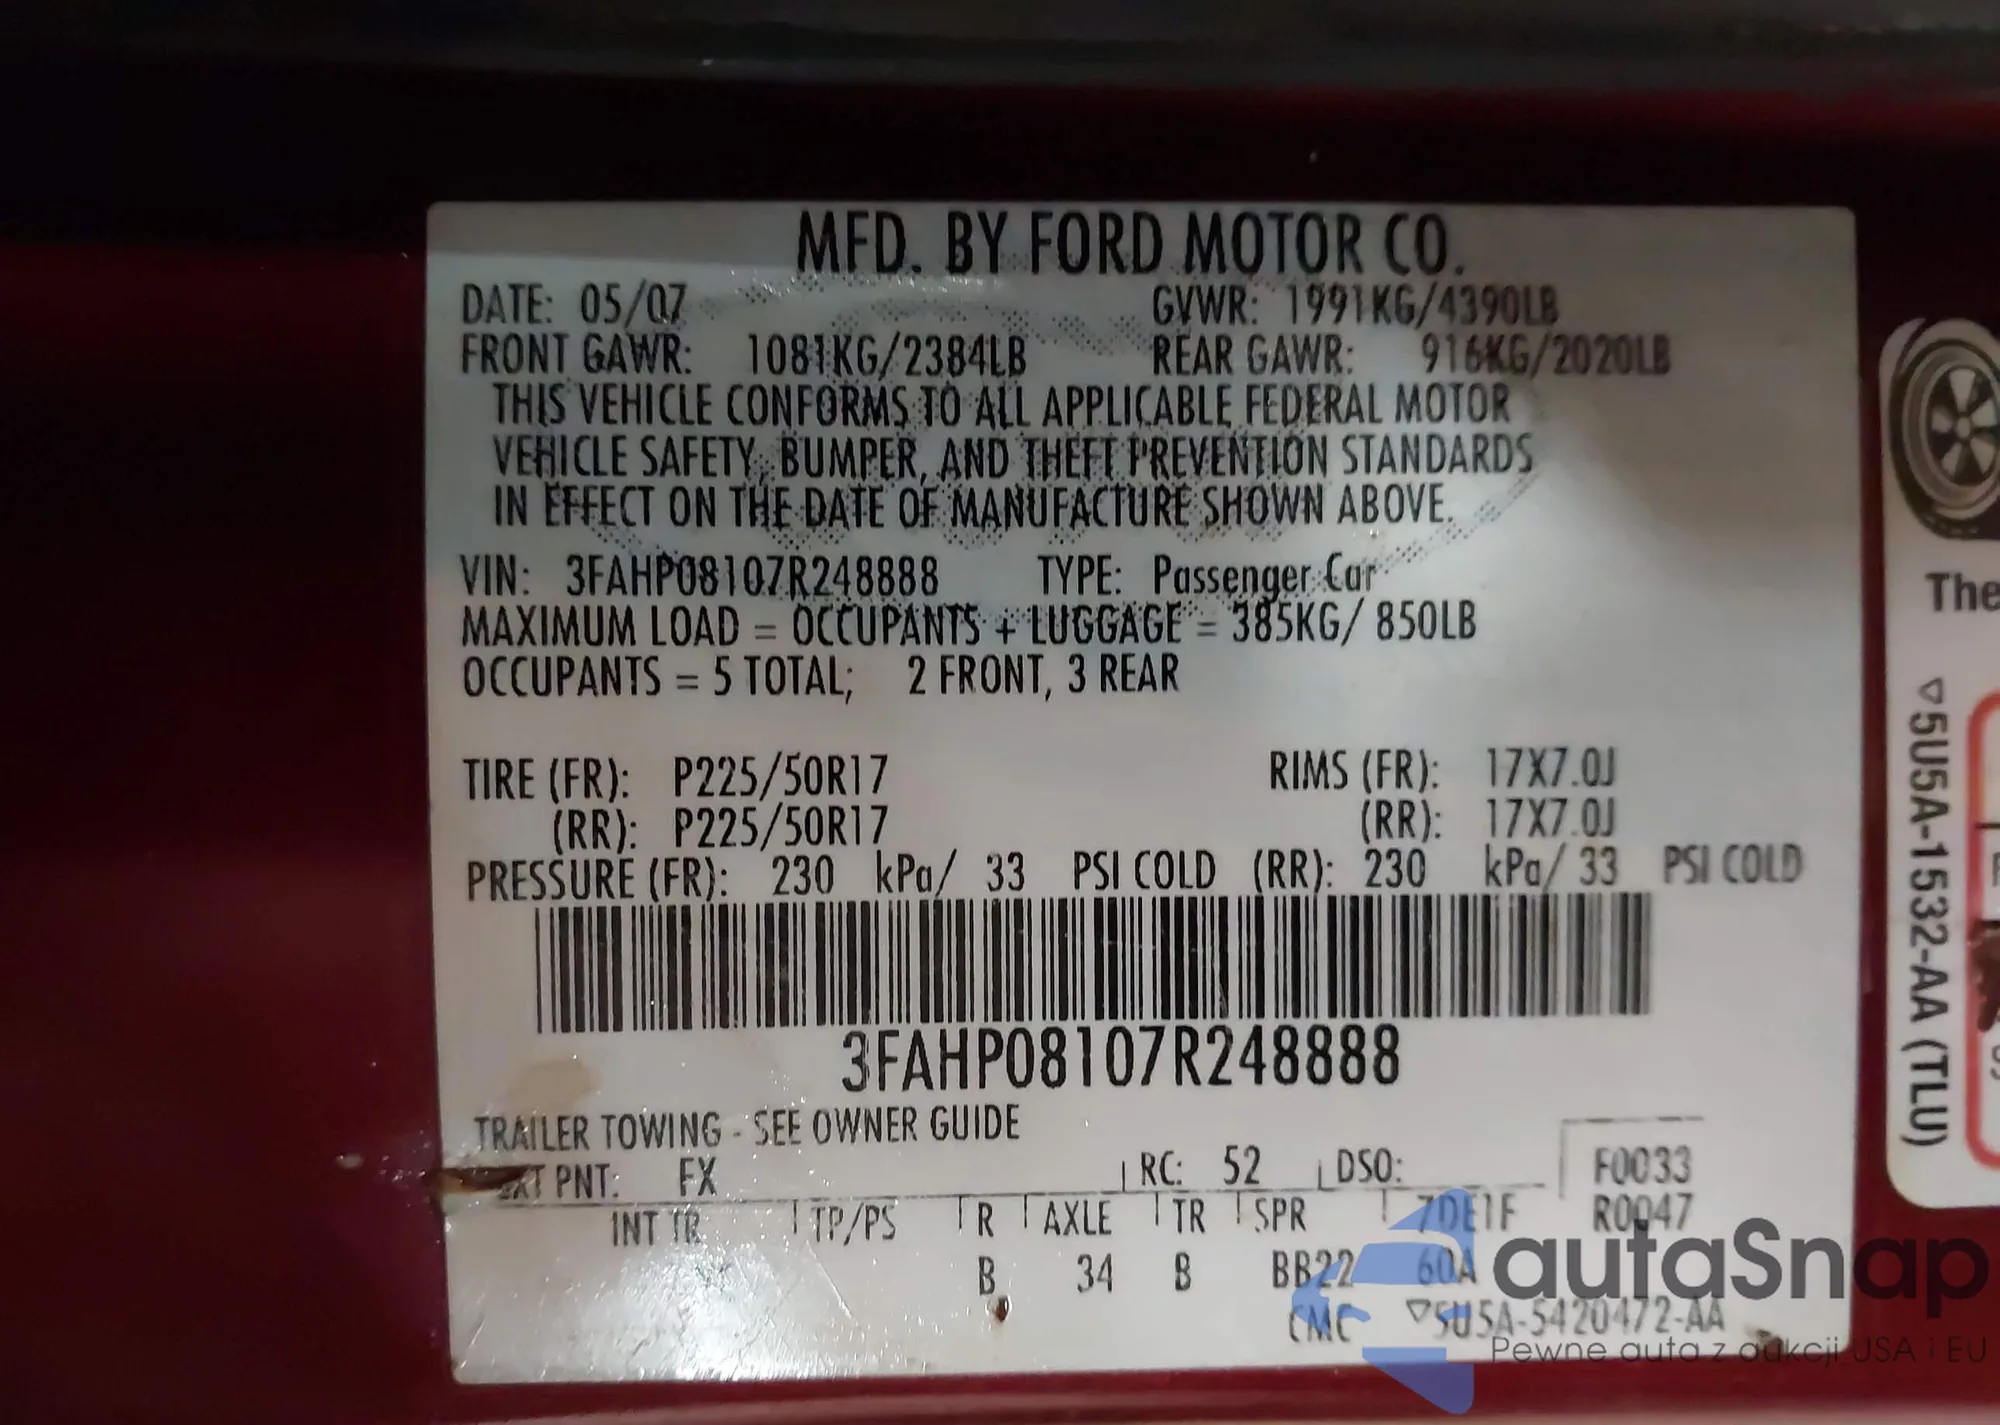 MFD. BY FORD MOTOR CO.
DATE: 05/07 GVWR: 1991KG/4390LB
FRONT GAWR: 1081KG/2384LB REAR GAWR: 916KG/2020LB
THIS VEHICLE CONFORMS TO ALL APPLICABLE FEDERAL MOTOR
VEHICLE SAFETY, BUMPER, AND THEFT PREVENTION STANDARDS
IN EFFECT ON THE DATE OF MANUFACTURE SHOWN ABOVE.
VIN: 3FAHP08107R248888 TYPE: Passenger Car
MAXIMUM LOAD = OCCUPANTS + LUGGAGE = 385KG/ 850LB
OCCUPANTS = 5 TOTAL; 2 FRONT, 3 REAR
TIRE (FR): P225/50R17 RIMS (FR): 17X7.0J
(RR): P225/50R17 (RR): 17X7.0J
PRESSURE (FR): 230 kPa/ 33 PSI COLD (RR): 230 kPa/ 33 PSI COLD
3FAHP08107R248888
TRAILER TOWING - SEE OWNER GUIDE
PNT: FX RC: 52 DSO: F0033
INT TR TP/PS R AXLE TR SPR 7DE1F R0047
B 34 B BB22 60A
CMC ▽5U5A-5420472-AA
The
▽5U5A-1532-AA (TLU)
autaSnap
Pewne auta z aukcji USA i EU